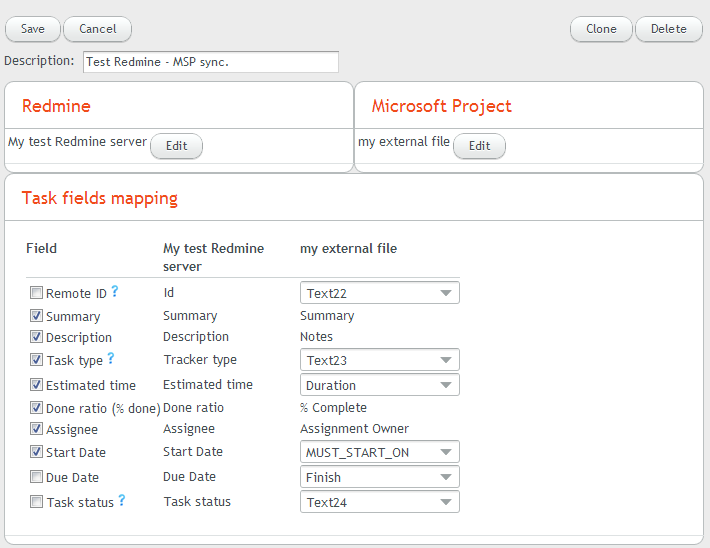 Save Cancel Clone Delete
Description: Test Redmine - MSP sync.
Redmine Microsoft Project
My test Redmine server Edit my external file Edit
Task fields mapping
Field My test Redmine server my external file
Remote ID ? Id Text22
Summary Summary Summary
Description Description Notes
Task type ? Tracker type Text23
Estimated time Estimated time Duration
Done ratio (% done) Done ratio % Complete
Assignee Assignee Assignment Owner
Start Date Start Date MUST_START_ON
Due Date Due Date Finish
Task status ? Task status Text24